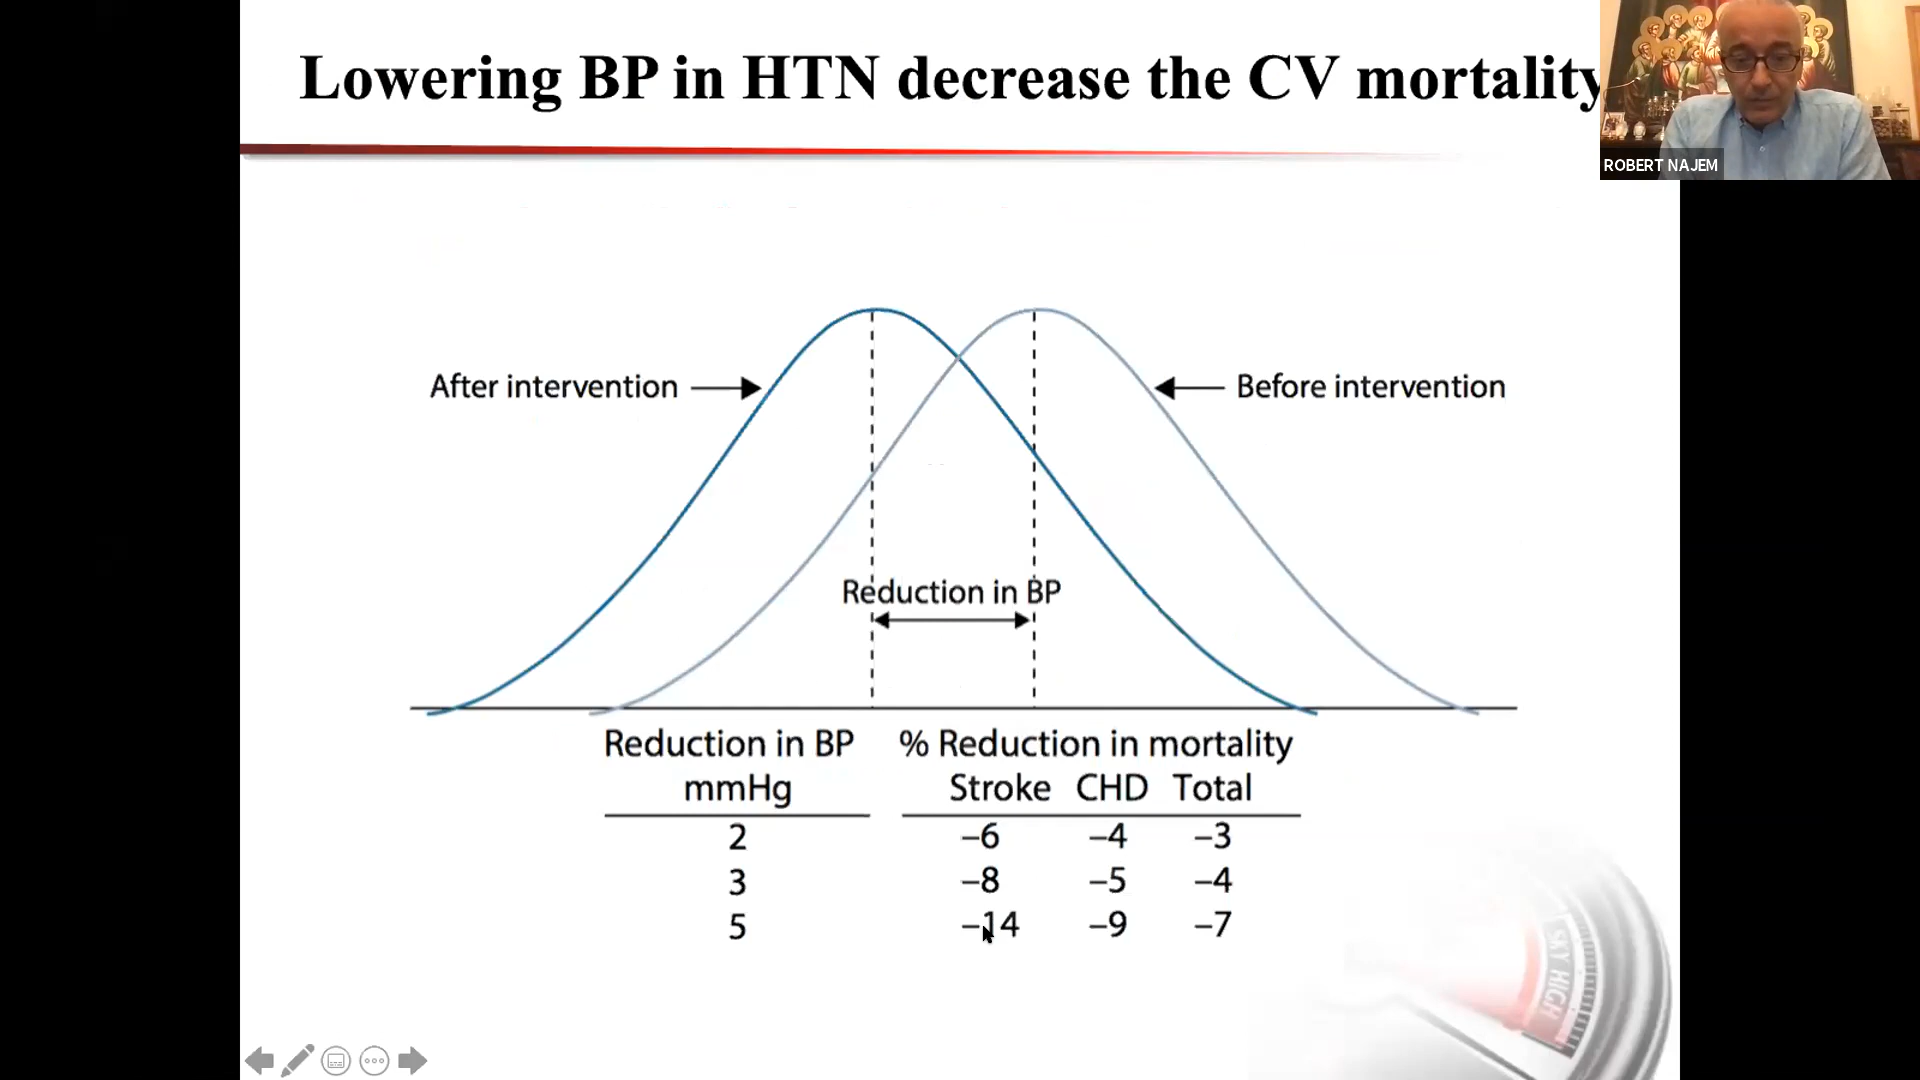 Lowering BP in HTN decrease the CV mortality
ROBERT NAJEM
After intervention
Before intervention
Reduction in BP
Reduction in BP % Reduction in mortality
mmHg Stroke CHD Total
2 –6 –4 –3
3 –8 –5 –4
5 –14 –9 –7
SKY HIGH